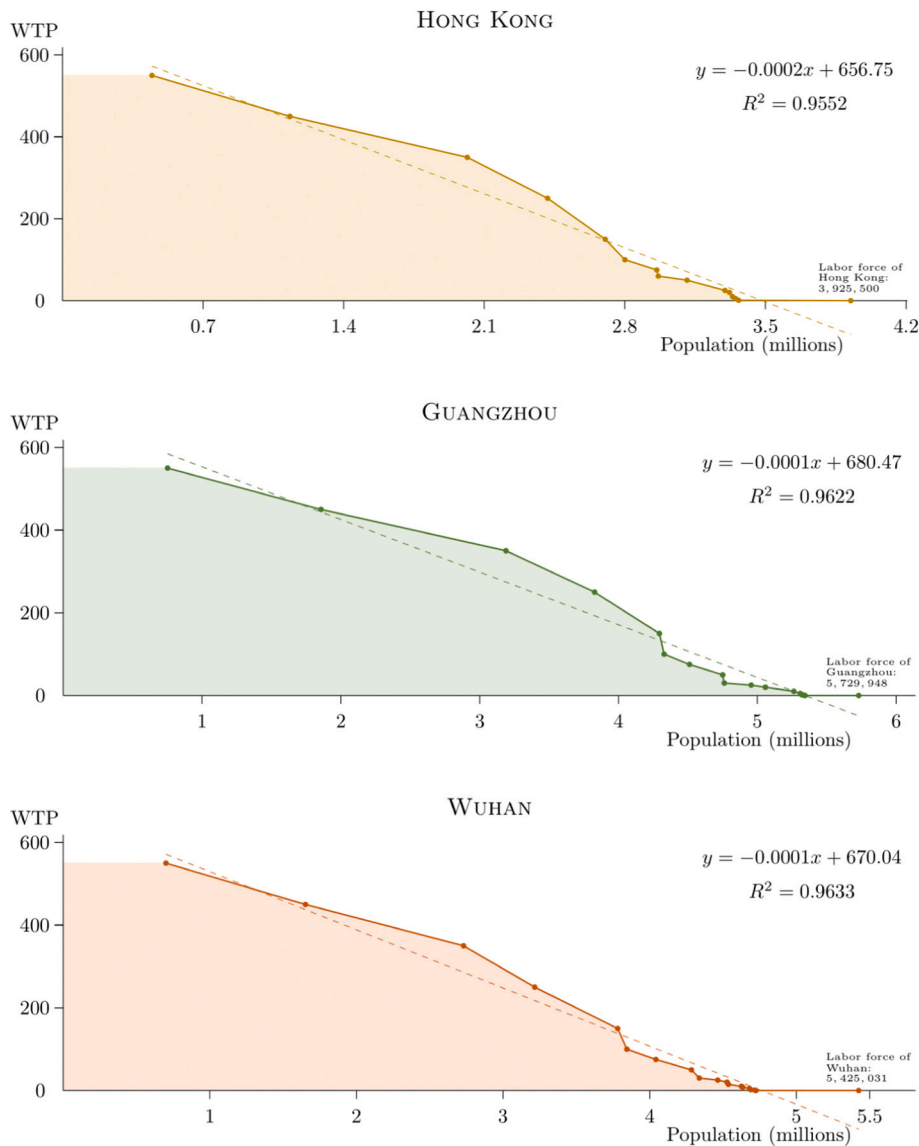 HONG KONG
WTP
600
y = −0.0002x + 656.75
R² = 0.9552
400
200
Labor force of
Hong Kong:
3, 925, 500
0
0.7 1.4 2.1 2.8 3.5 4.2
Population (millions)
GUANGZHOU
WTP
600
y = −0.0001x + 680.47
R² = 0.9622
400
200
Labor force of
Guangzhou:
5, 729, 948
0
1 2 3 4 5 6
Population (millions)
WUHAN
WTP
600
y = −0.0001x + 670.04
R² = 0.9633
400
200
Labor force of
Wuhan:
5, 425, 031
0
1 2 3 4 5 5.5
Population (millions)